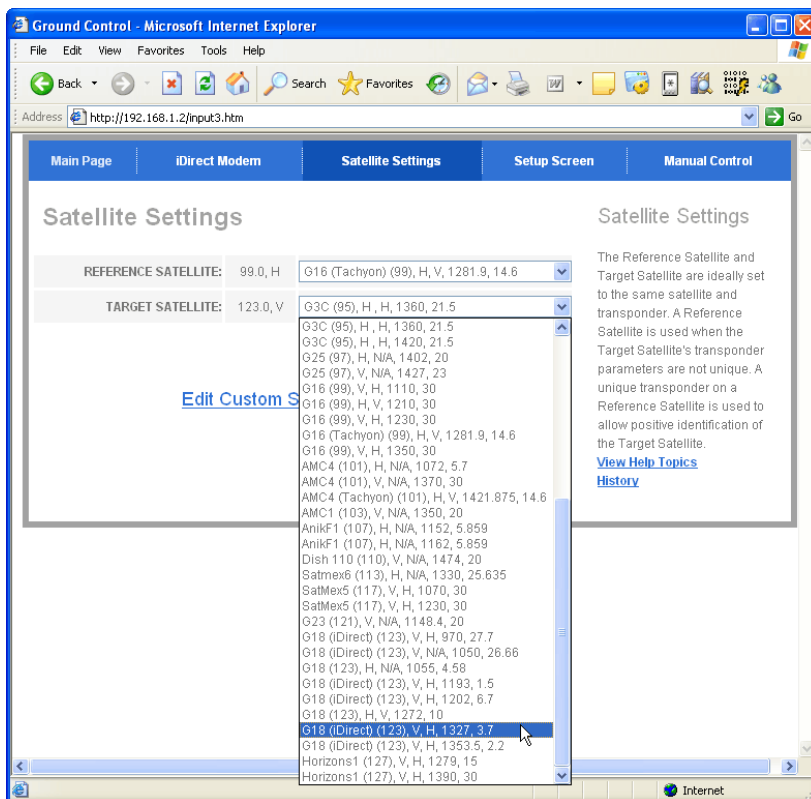 Ground Control - Microsoft Internet Explorer
File Edit View Favorites Tools Help
Back Search Favorites
Address http://192.168.1.2/input3.htm Go
Main Page iDirect Modem Satellite Settings Setup Screen Manual Control
Satellite Settings
REFERENCE SATELLITE: 99.0, H G16 (Tachyon) (99), H, V, 1281.9, 14.6
TARGET SATELLITE: 123.0, V G3C (95), H , H, 1360, 21.5
G3C (95), H , H, 1360, 21.5
G3C (95), H , H, 1420, 21.5
G25 (97), H, N/A, 1402, 20
G25 (97), V, N/A, 1427, 23
G16 (99), V, H, 1110, 30
G16 (99), H, V, 1210, 30
G16 (99), V, H, 1230, 30
G16 (Tachyon) (99), H, V, 1281.9, 14.6
G16 (99), V, H, 1350, 30
AMC4 (101), H, N/A, 1072, 5.7
AMC4 (101), V, N/A, 1370, 30
AMC4 (Tachyon) (101), H, V, 1421.875, 14.6
AMC1 (103), V, N/A, 1350, 20
AnikF1 (107), H, N/A, 1152, 5.859
AnikF1 (107), H, N/A, 1162, 5.859
Dish 110 (110), V, N/A, 1474, 20
Satmex6 (113), H, N/A, 1330, 25.635
SatMex5 (117), V, H, 1070, 30
SatMex5 (117), V, H, 1230, 30
G23 (121), V, N/A, 1148.4, 20
G18 (iDirect) (123), V, H, 970, 27.7
G18 (iDirect) (123), V, N/A, 1050, 26.66
G18 (123), H, N/A, 1055, 4.58
G18 (iDirect) (123), V, H, 1193, 1.5
G18 (iDirect) (123), V, H, 1202, 6.7
G18 (123), H, V, 1272, 10
G18 (iDirect) (123), V, H, 1327, 3.7
G18 (iDirect) (123), V, H, 1353.5, 2.2
Horizons1 (127), V, H, 1279, 15
Horizons1 (127), V, H, 1390, 30
Edit Custom S
Satellite Settings
The Reference Satellite and
Target Satellite are ideally set
to the same satellite and
transponder. A Reference
Satellite is used when the
Target Satellite's transponder
parameters are not unique. A
unique transponder on a
Reference Satellite is used to
allow positive identification of
the Target Satellite.
View Help Topics
History
Internet